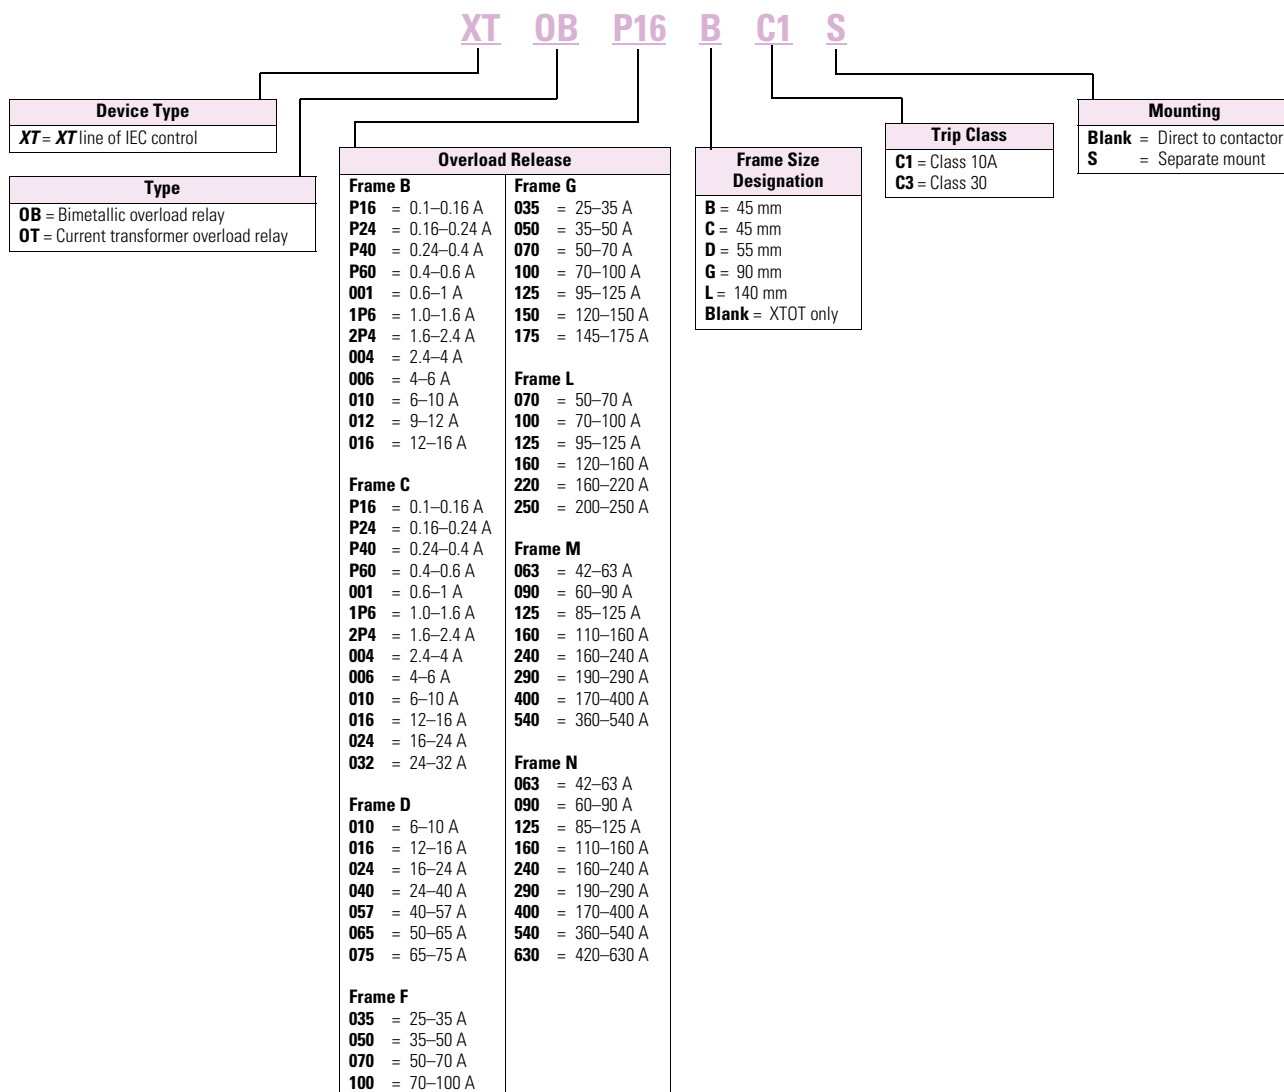 XT OB P16 B C1 S
Device Type
XT = XT line of IEC control
Type
OB = Bimetallic overload relay
OT = Current transformer overload relay
Overload Release
Frame B
P16 = 0.1–0.16 A
P24 = 0.16–0.24 A
P40 = 0.24–0.4 A
P60 = 0.4–0.6 A
001 = 0.6–1 A
1P6 = 1.0–1.6 A
2P4 = 1.6–2.4 A
004 = 2.4–4 A
006 = 4–6 A
010 = 6–10 A
012 = 9–12 A
016 = 12–16 A
Frame C
P16 = 0.1–0.16 A
P24 = 0.16–0.24 A
P40 = 0.24–0.4 A
P60 = 0.4–0.6 A
001 = 0.6–1 A
1P6 = 1.0–1.6 A
2P4 = 1.6–2.4 A
004 = 2.4–4 A
006 = 4–6 A
010 = 6–10 A
016 = 12–16 A
024 = 16–24 A
032 = 24–32 A
Frame D
010 = 6–10 A
016 = 12–16 A
024 = 16–24 A
040 = 24–40 A
057 = 40–57 A
065 = 50–65 A
075 = 65–75 A
Frame F
035 = 25–35 A
050 = 35–50 A
070 = 50–70 A
100 = 70–100 A
Frame G
035 = 25–35 A
050 = 35–50 A
070 = 50–70 A
100 = 70–100 A
125 = 95–125 A
150 = 120–150 A
175 = 145–175 A
Frame L
070 = 50–70 A
100 = 70–100 A
125 = 95–125 A
160 = 120–160 A
220 = 160–220 A
250 = 200–250 A
Frame M
063 = 42–63 A
090 = 60–90 A
125 = 85–125 A
160 = 110–160 A
240 = 160–240 A
290 = 190–290 A
400 = 170–400 A
540 = 360–540 A
Frame N
063 = 42–63 A
090 = 60–90 A
125 = 85–125 A
160 = 110–160 A
240 = 160–240 A
290 = 190–290 A
400 = 170–400 A
540 = 360–540 A
630 = 420–630 A
Frame Size
Designation
B = 45 mm
C = 45 mm
D = 55 mm
G = 90 mm
L = 140 mm
Blank = XTOT only
Trip Class
C1 = Class 10A
C3 = Class 30
Mounting
Blank = Direct to contactor
S = Separate mount